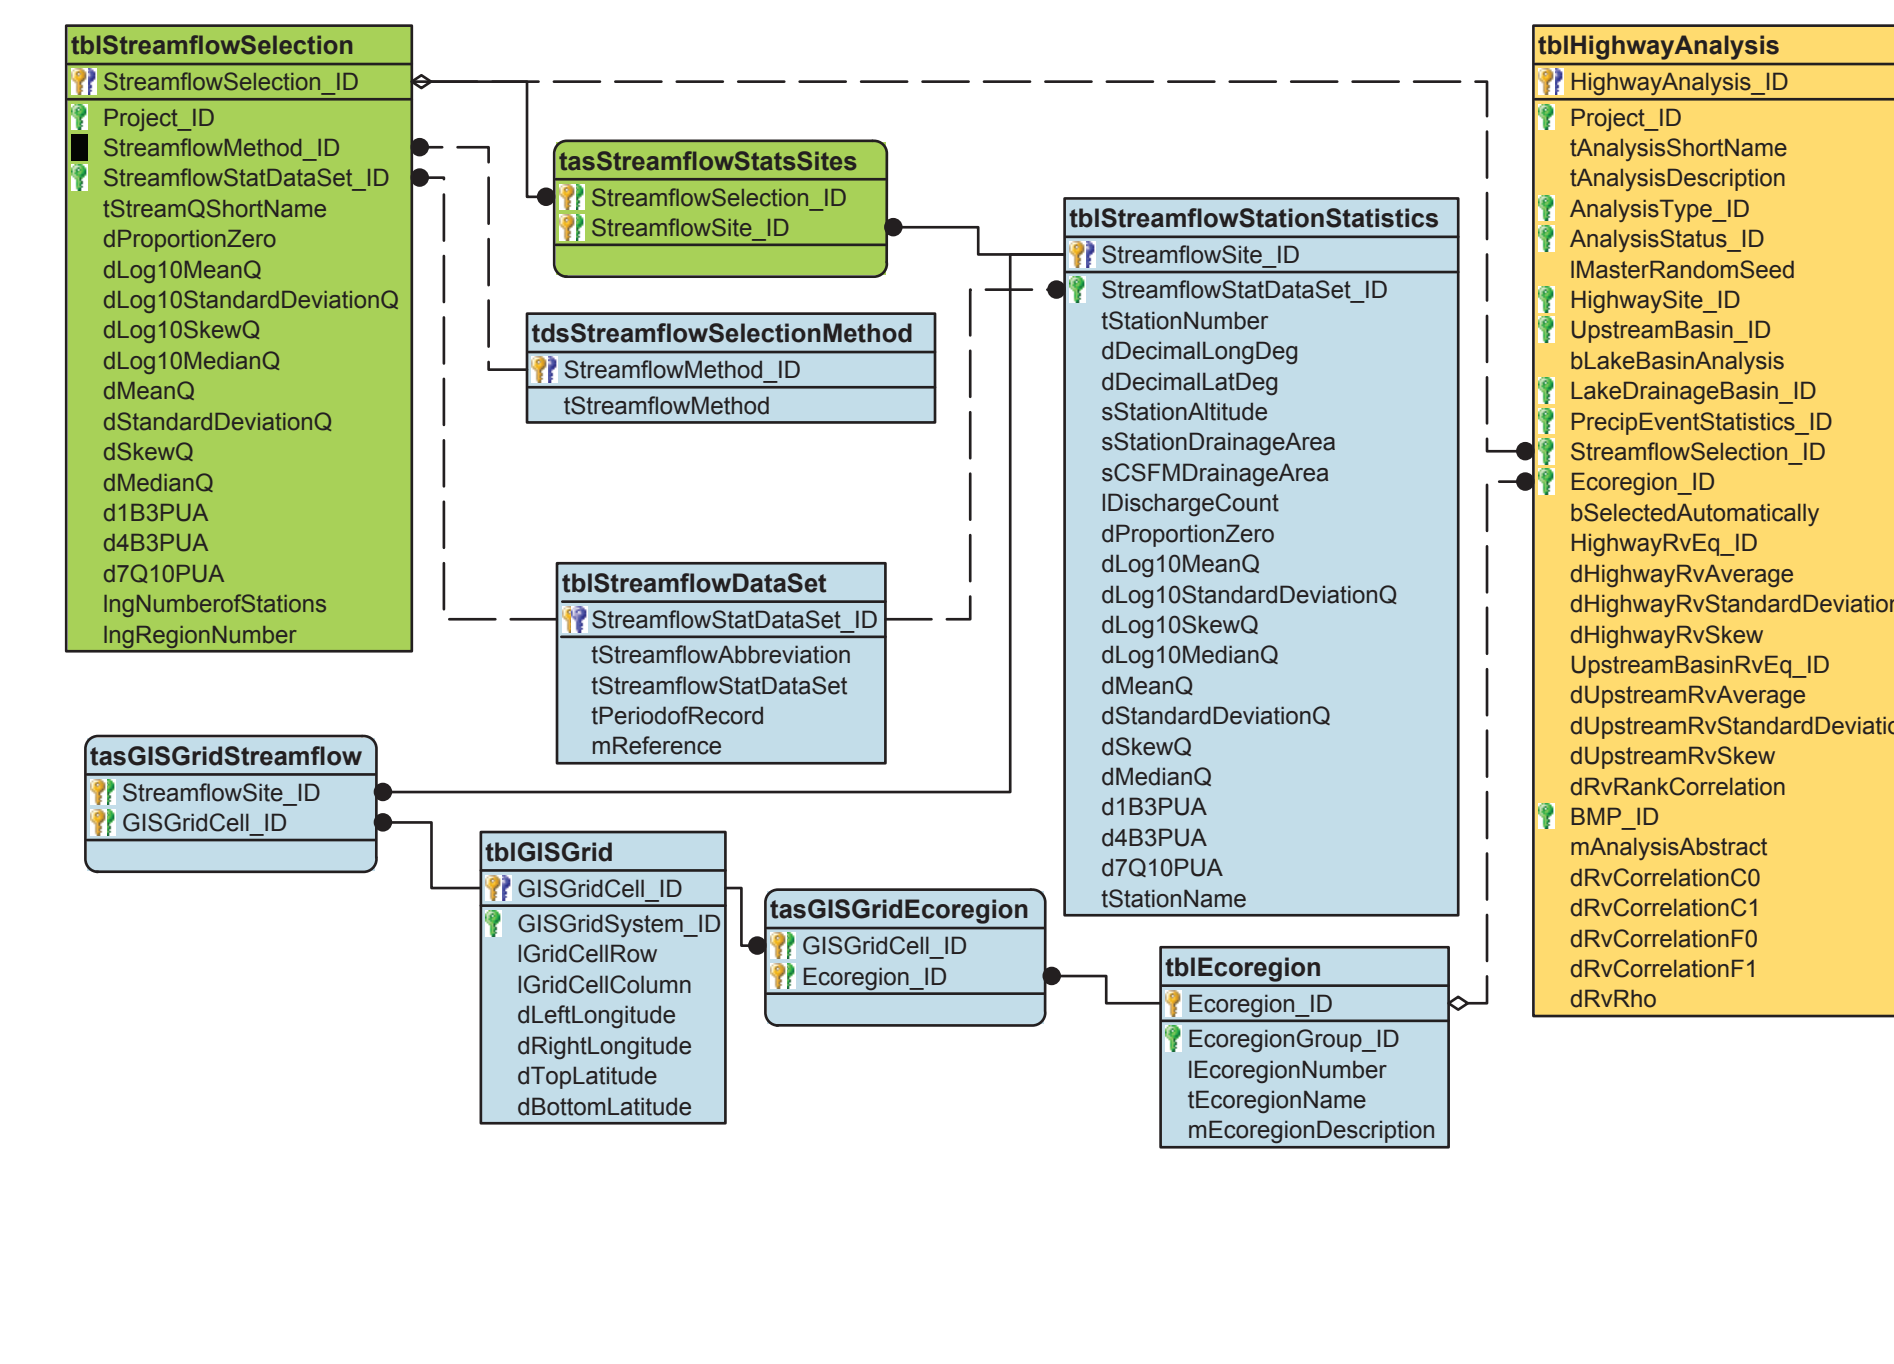 tblStreamflowSelection
StreamflowSelection_ID
Project_ID
StreamflowMethod_ID
StreamflowStatDataSet_ID
tStreamQShortName
dProportionZero
dLog10MeanQ
dLog10StandardDeviationQ
dLog10SkewQ
dLog10MedianQ
dMeanQ
dStandardDeviationQ
dSkewQ
dMedianQ
d1B3PUA
d4B3PUA
d7Q10PUA
lngNumberofStations
lngRegionNumber
tasStreamflowStatsSites
StreamflowSelection_ID
StreamflowSite_ID
tdsStreamflowSelectionMethod
StreamflowMethod_ID
tStreamflowMethod
tblStreamflowDataSet
StreamflowStatDataSet_ID
tStreamflowAbbreviation
tStreamflowStatDataSet
tPeriodofRecord
mReference
tblStreamflowStationStatistics
StreamflowSite_ID
StreamflowStatDataSet_ID
tStationNumber
dDecimalLongDeg
dDecimalLatDeg
sStationAltitude
sStationDrainageArea
sCSFMDrainageArea
lDischargeCount
dProportionZero
dLog10MeanQ
dLog10StandardDeviationQ
dLog10SkewQ
dLog10MedianQ
dMeanQ
dStandardDeviationQ
dSkewQ
dMedianQ
d1B3PUA
d4B3PUA
d7Q10PUA
tStationName
tblHighwayAnalysis
HighwayAnalysis_ID
Project_ID
tAnalysisShortName
tAnalysisDescription
AnalysisType_ID
AnalysisStatus_ID
lMasterRandomSeed
HighwaySite_ID
UpstreamBasin_ID
bLakeBasinAnalysis
LakeDrainageBasin_ID
PrecipEventStatistics_ID
StreamflowSelection_ID
Ecoregion_ID
bSelectedAutomatically
HighwayRvEq_ID
dHighwayRvAverage
dHighwayRvStandardDeviation
dHighwayRvSkew
UpstreamBasinRvEq_ID
dUpstreamRvAverage
dUpstreamRvStandardDeviatio
dUpstreamRvSkew
dRvRankCorrelation
BMP_ID
mAnalysisAbstract
dRvCorrelationC0
dRvCorrelationC1
dRvCorrelationF0
dRvCorrelationF1
dRvRho
tasGISGridStreamflow
StreamflowSite_ID
GISGridCell_ID
tblGISGrid
GISGridCell_ID
GISGridSystem_ID
lGridCellRow
lGridCellColumn
dLeftLongitude
dRightLongitude
dTopLatitude
dBottomLatitude
tasGISGridEcoregion
GISGridCell_ID
Ecoregion_ID
tblEcoregion
Ecoregion_ID
EcoregionGroup_ID
lEcoregionNumber
tEcoregionName
mEcoregionDescription